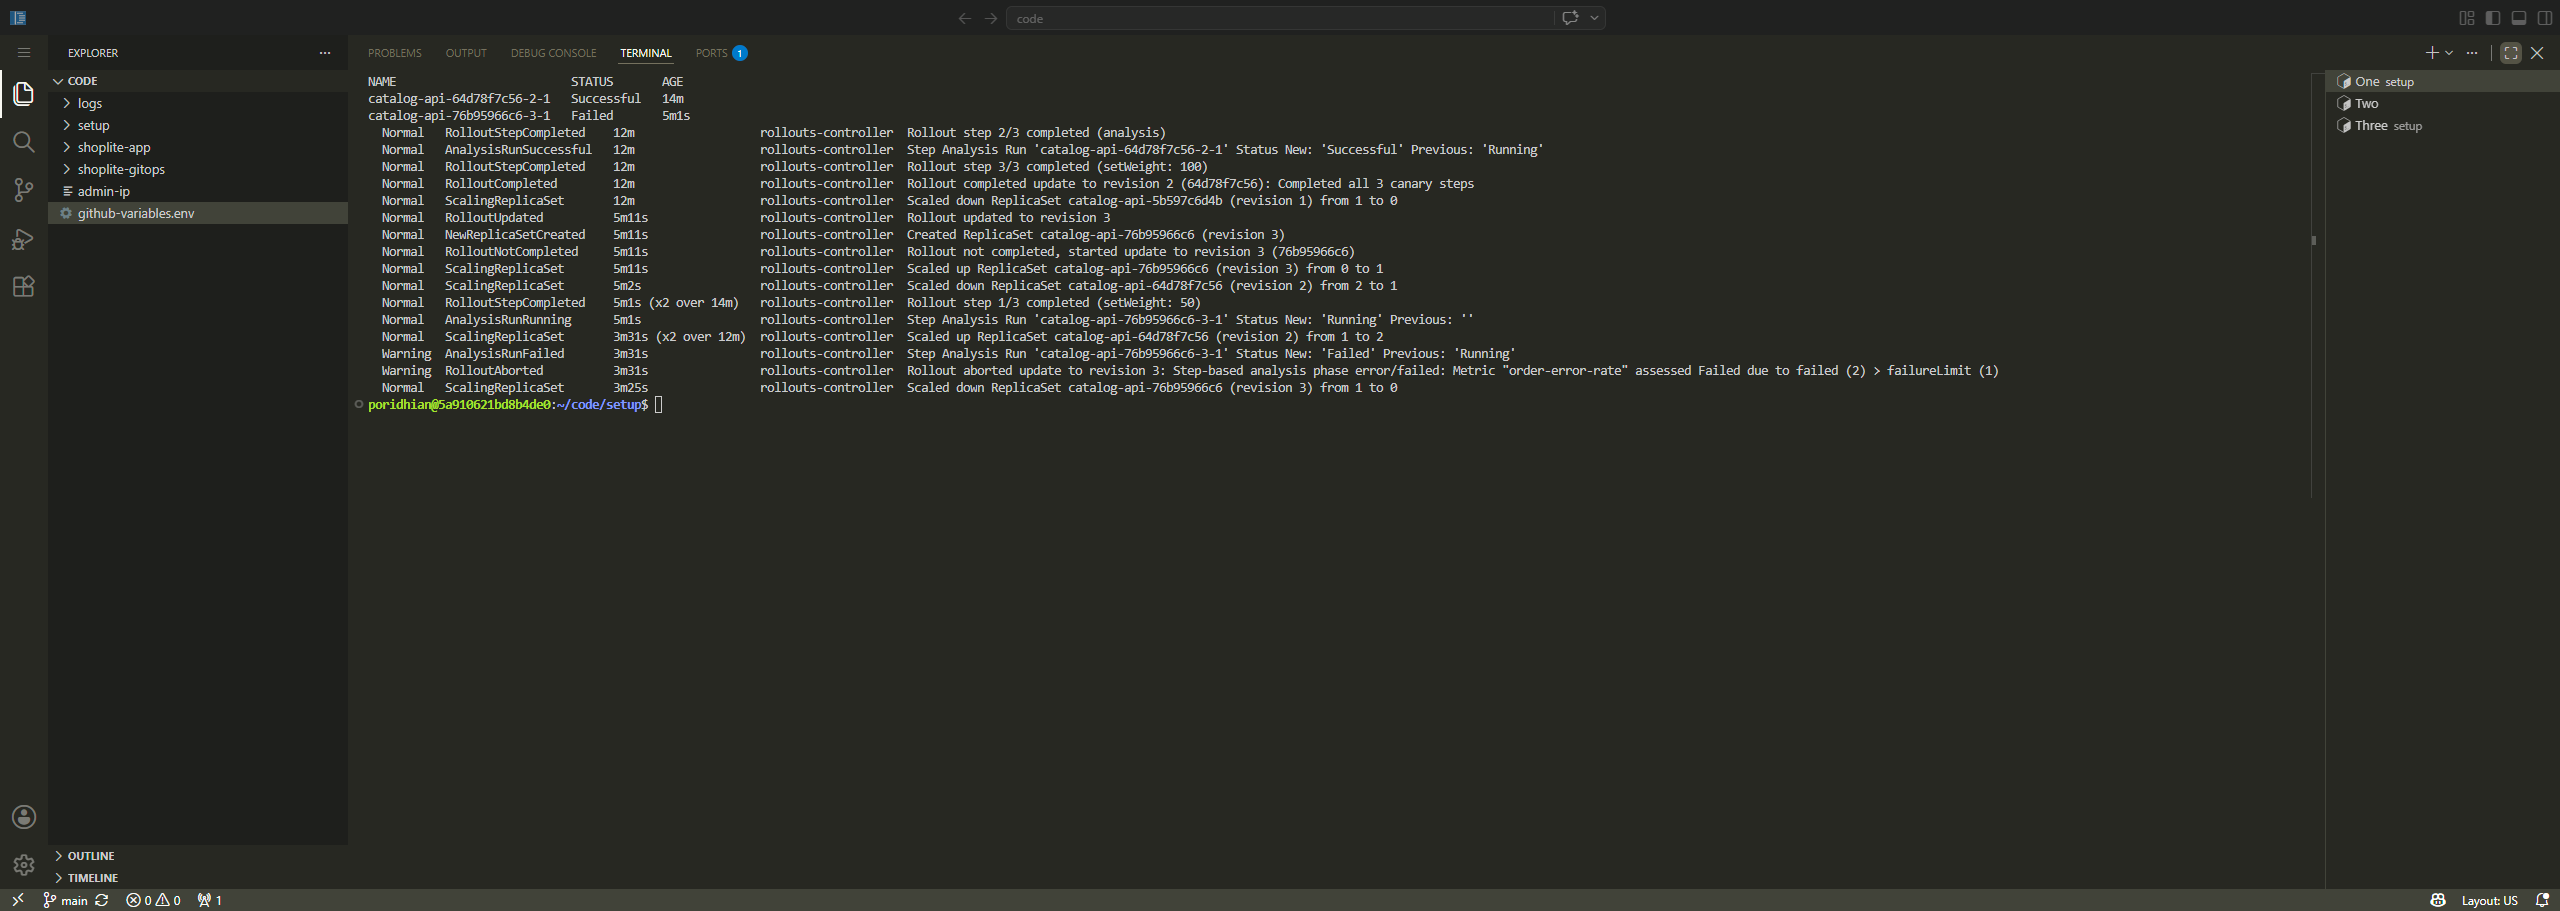 code
EXPLORER
CODE
logs
setup
shoplite-app
shoplite-gitops
admin-ip
github-variables.env
OUTLINE
TIMELINE
PROBLEMS OUTPUT DEBUG CONSOLE TERMINAL PORTS 1
NAME STATUS AGE
catalog-api-64d78f7c56-2-1 Successful 14m
catalog-api-76b95966c6-3-1 Failed 5m1s
Normal RolloutStepCompleted 12m rollouts-controller Rollout step 2/3 completed (analysis)
Normal AnalysisRunSuccessful 12m rollouts-controller Step Analysis Run 'catalog-api-64d78f7c56-2-1' Status New: 'Successful' Previous: 'Running'
Normal RolloutStepCompleted 12m rollouts-controller Rollout step 3/3 completed (setWeight: 100)
Normal RolloutCompleted 12m rollouts-controller Rollout completed update to revision 2 (64d78f7c56): Completed all 3 canary steps
Normal ScalingReplicaSet 12m rollouts-controller Scaled down ReplicaSet catalog-api-5b597c6d4b (revision 1) from 1 to 0
Normal RolloutUpdated 5m11s rollouts-controller Rollout updated to revision 3
Normal NewReplicaSetCreated 5m11s rollouts-controller Created ReplicaSet catalog-api-76b95966c6 (revision 3)
Normal RolloutNotCompleted 5m11s rollouts-controller Rollout not completed, started update to revision 3 (76b95966c6)
Normal ScalingReplicaSet 5m11s rollouts-controller Scaled up ReplicaSet catalog-api-76b95966c6 (revision 3) from 0 to 1
Normal ScalingReplicaSet 5m2s rollouts-controller Scaled down ReplicaSet catalog-api-64d78f7c56 (revision 2) from 2 to 1
Normal RolloutStepCompleted 5m1s (x2 over 14m) rollouts-controller Rollout step 1/3 completed (setWeight: 50)
Normal AnalysisRunRunning 5m1s rollouts-controller Step Analysis Run 'catalog-api-76b95966c6-3-1' Status New: 'Running' Previous: ''
Normal ScalingReplicaSet 3m31s (x2 over 12m) rollouts-controller Scaled up ReplicaSet catalog-api-64d78f7c56 (revision 2) from 1 to 2
Warning AnalysisRunFailed 3m31s rollouts-controller Step Analysis Run 'catalog-api-76b95966c6-3-1' Status New: 'Failed' Previous: 'Running'
Warning RolloutAborted 3m31s rollouts-controller Rollout aborted update to revision 3: Step-based analysis phase error/failed: Metric "order-error-rate" assessed Failed due to failed (2) > failureLimit (1)
Normal ScalingReplicaSet 3m25s rollouts-controller Scaled down ReplicaSet catalog-api-76b95966c6 (revision 3) from 1 to 0
poridhian@5a910621bd8b4de0:~/code/setup$
One setup
Two
Three setup
main 0 0 1 Layout: US